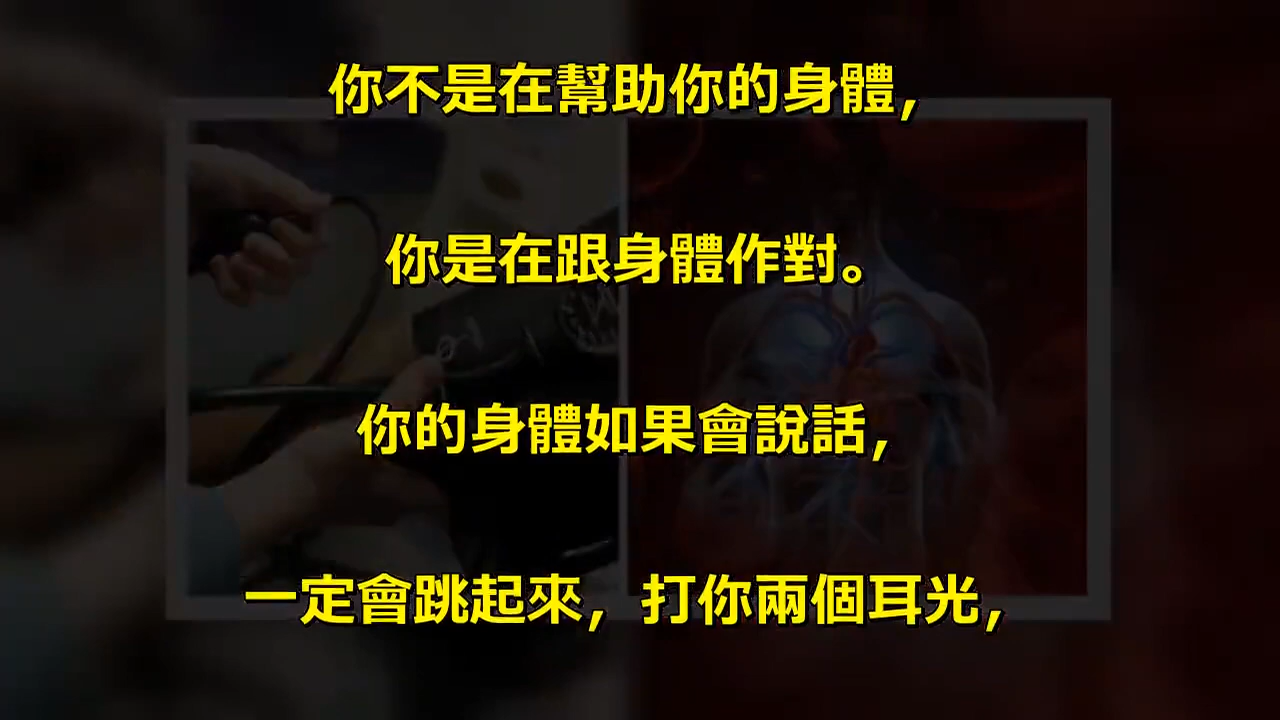 你不是在幫助你的身體，
你是在跟身體作對。
你的身體如果會說話，
一定會跳起來，打你兩個耳光，